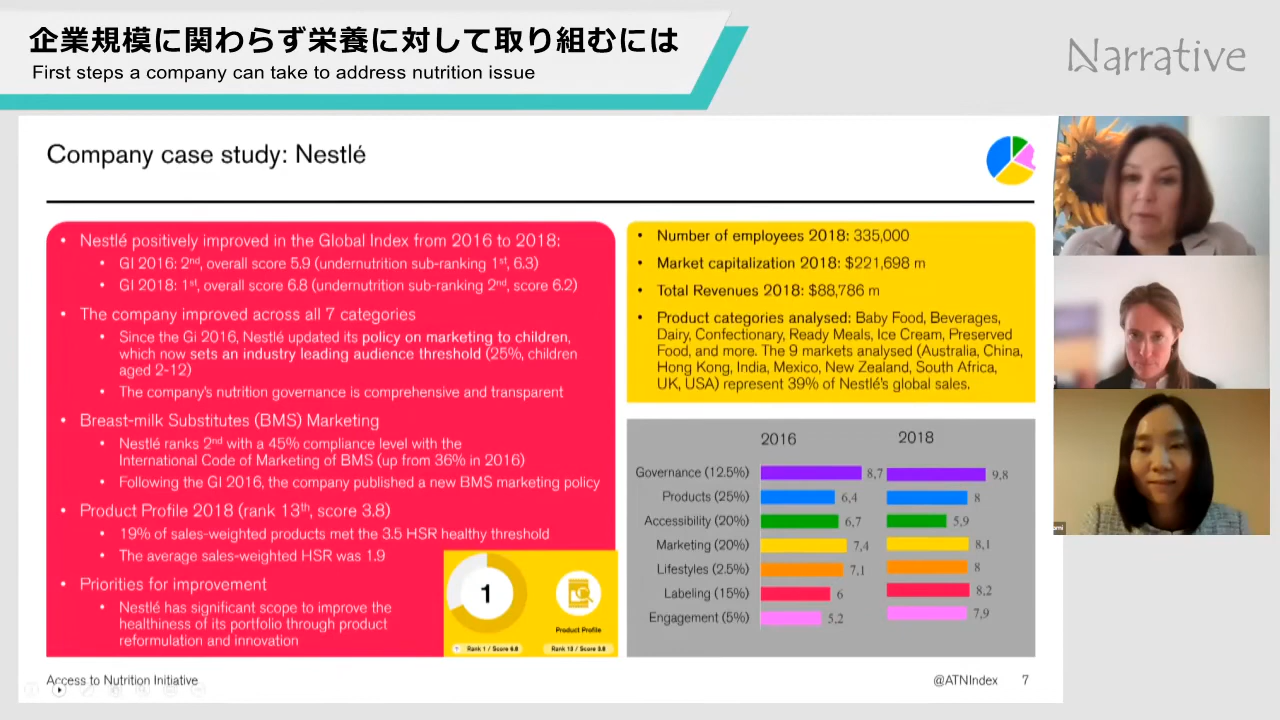 企業規模に関わらず栄養に対して取り組むには
First steps a company can take to address nutrition issue
Narrative
Company case study: Nestlé
• Nestlé positively improved in the Global Index from 2016 to 2018:
• GI 2016: 2nd, overall score 5.9 (undernutrition sub-ranking 1st, 6.3)
• GI 2018: 1st, overall score 6.8 (undernutrition sub-ranking 2nd, score 6.2)
• The company improved across all 7 categories
• Since the Gi 2016, Nestlé updated its policy on marketing to children,
which now sets an industry leading audience threshold (25%, children
aged 2-12)
• The company's nutrition governance is comprehensive and transparent
• Breast-milk Substitutes (BMS) Marketing
• Nestlé ranks 2nd with a 45% compliance level with the
International Code of Marketing of BMS (up from 36% in 2016)
• Following the GI 2016, the company published a new BMS marketing policy
• Product Profile 2018 (rank 13th, score 3.8)
• 19% of sales-weighted products met the 3.5 HSR healthy threshold
• The average sales-weighted HSR was 1.9
• Priorities for improvement
• Nestlé has significant scope to improve the
healthiness of its portfolio through product
reformulation and innovation
1
Product Profile
Rank 1 / Score 6.8
Rank 13 / Score 3.8
• Number of employees 2018: 335,000
• Market capitalization 2018: $221,698 m
• Total Revenues 2018: $88,786 m
• Product categories analysed: Baby Food, Beverages,
Dairy, Confectionary, Ready Meals, Ice Cream, Preserved
Food, and more. The 9 markets analysed (Australia, China,
Hong Kong, India, Mexico, New Zealand, South Africa,
UK, USA) represent 39% of Nestlé's global sales.
2016 2018
Governance (12.5%) 8,7 9,8
Products (25%) 6,4 8
Accessibility (20%) 6,7 5,9
Marketing (20%) 7,4 8,1
Lifestyles (2.5%) 7,1 8
Labeling (15%) 6 8,2
Engagement (5%) 5,2 7,9
Access to Nutrition Initiative
@ATNIndex 7